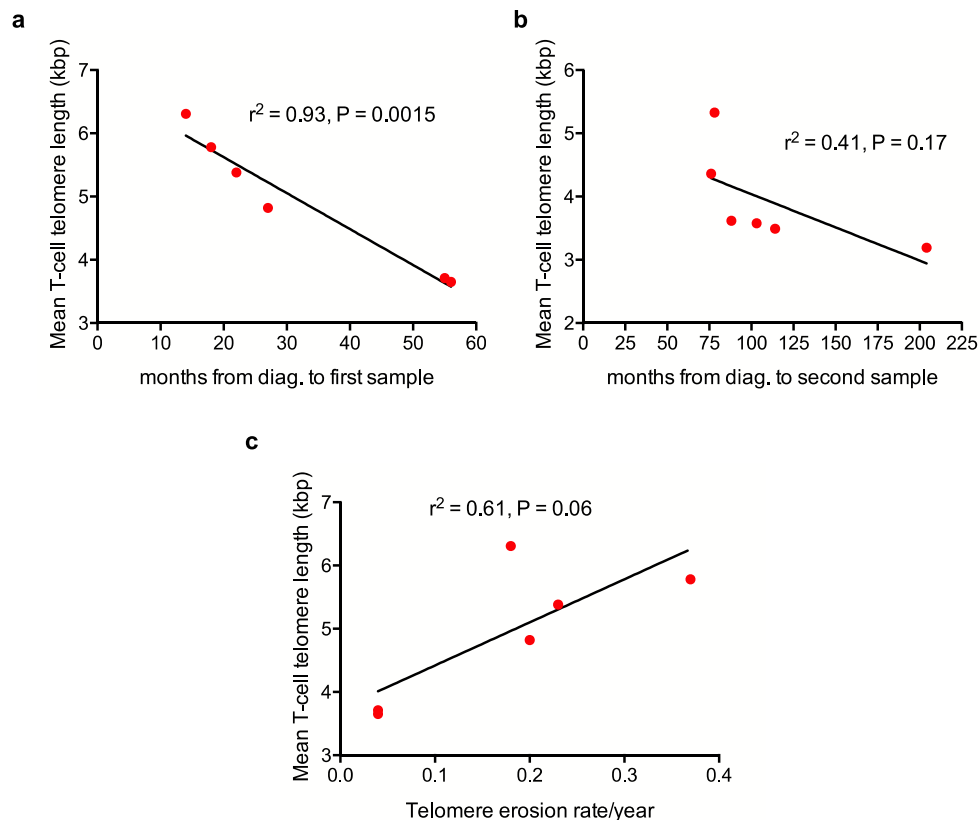 a
Mean T-cell telomere length (kbp)
7
6
5
4
3
r² = 0.93, P = 0.0015
0 10 20 30 40 50 60
months from diag. to first sample
b
Mean T-cell telomere length (kbp)
6
5
4
3
2
r² = 0.41, P = 0.17
0 25 50 75 100 125 150 175 200 225
months from diag. to second sample
c
Mean T-cell telomere length (kbp)
7
6
5
4
3
r² = 0.61, P = 0.06
0.0 0.1 0.2 0.3 0.4
Telomere erosion rate/year